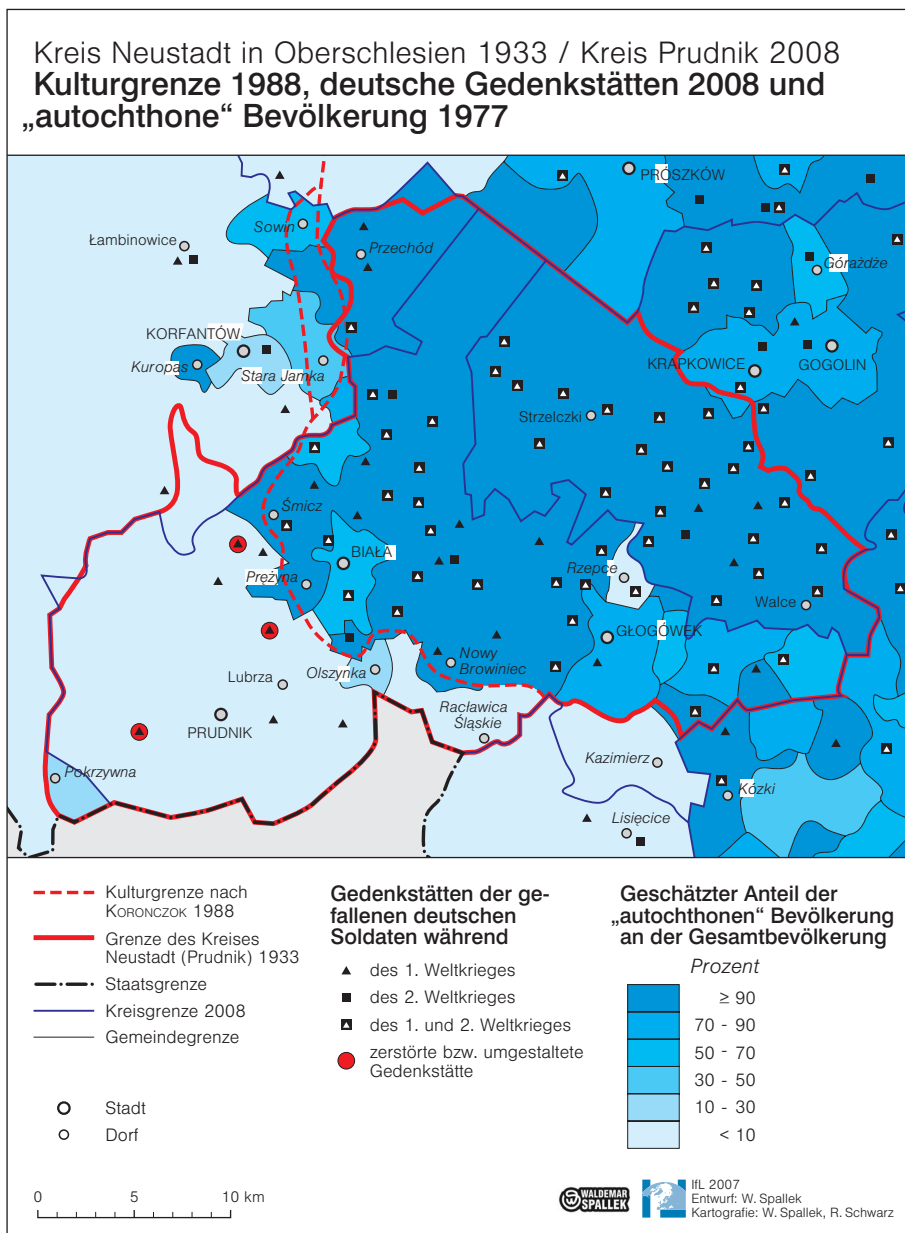 Kreis Neustadt in Oberschlesien 1933 / Kreis Prudnik 2008
Kulturgrenze 1988, deutsche Gedenkstätten 2008 und
„autochthone“ Bevölkerung 1977
PRÓSZKÓW
Sowin
Łambinowice
Przechód
Górażdże
KORFANTÓW
Kuropas
Stara Jamka
KRAPKOWICE
GOGOLIN
Strzelczki
Śmicz
BIAŁA
Prężyna
Rzepce
Walce
GŁOGÓWEK
Olszynka
Nowy
Browiniec
Lubrza
PRUDNIK
Racławica
Śląskie
Kazimierz
Pokrzywna
Kózki
Lisięcice
Kulturgrenze nach
KORONCZOK 1988
Grenze des Kreises
Neustadt (Prudnik) 1933
Staatsgrenze
Kreisgrenze 2008
Gemeindegrenze
Stadt
Dorf
0 5 10 km
Gedenkstätten der ge-
fallenen deutschen
Soldaten während
des 1. Weltkrieges
des 2. Weltkrieges
des 1. und 2. Weltkrieges
zerstörte bzw. umgestaltete
Gedenkstätte
Geschätzter Anteil der
„autochthonen“ Bevölkerung
an der Gesamtbevölkerung
Prozent
≥ 90
70 - 90
50 - 70
30 - 50
10 - 30
< 10
WALDEMAR
SPALLEK
IfL 2007
Entwurf: W. Spallek
Kartografie: W. Spallek, R. Schwarz